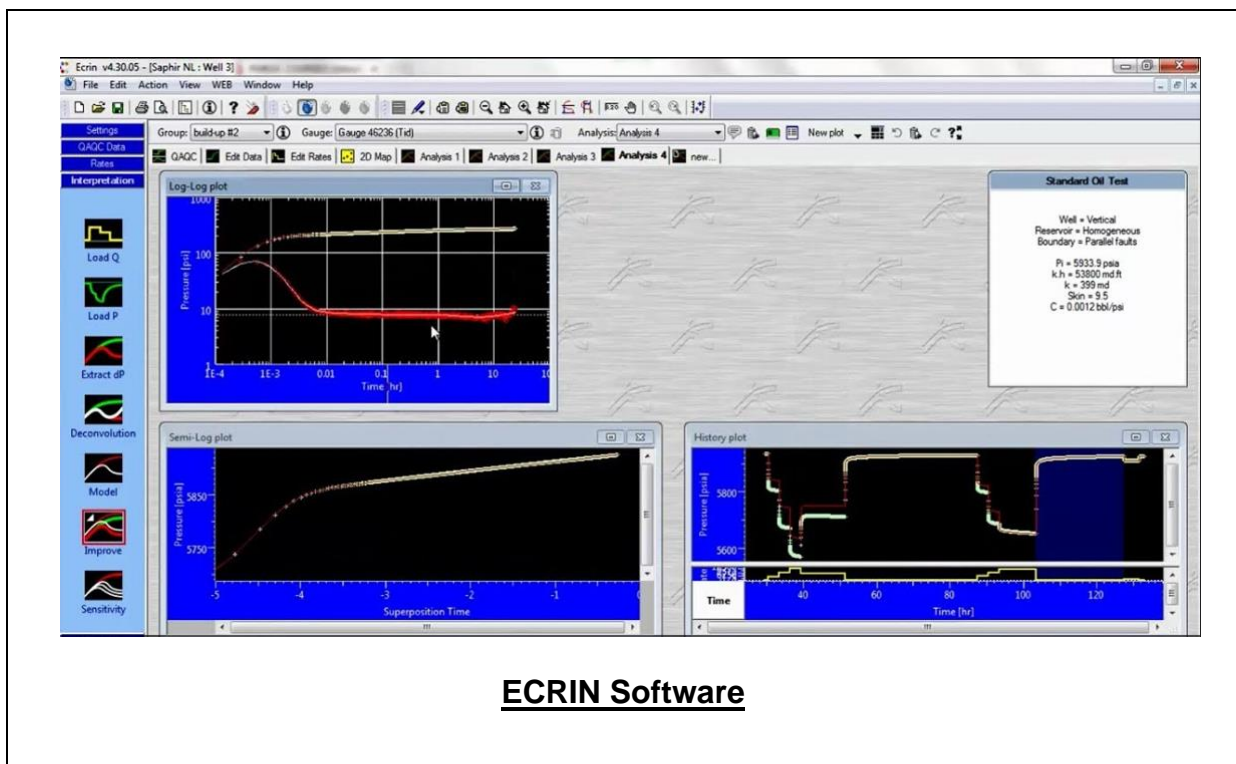 Ecrin v4.30.05 - [Saphir NL : Well 3]
File Edit Action View WEB Window Help
Settings
QAQC Data
Rates
Interpretation
Load Q
Load P
Extract dP
Deconvolution
Model
Improve
Sensitivity
Group: build-up #2 Gauge: Gauge 46236 (Tid) Analysis: Analysis 4 New plot
QAQC Edit Data Edit Rates 2D Map Analysis 1 Analysis 2 Analysis 3 Analysis 4 new...
Log-Log plot
1000
100
10
1
Pressure [psi]
1E-4 1E-3 0.01 0.1 1 10
Time [hr]
Standard Oil Test
Well = Vertical
Reservoir = Homogeneous
Boundary = Parallel faults
Pi = 5933.9 psia
k.h = 53800 md.ft
k = 399 md
Skin = 9.5
C = 0.0012 bbl/psi
Semi-Log plot
5850
5750
Pressure [psia]
-5 -4 -3 -2 -1
Superposition Time
History plot
5800
5600
Pressure [psia]
Time
40 60 80 100 120
Time [hr]
ECRIN Software